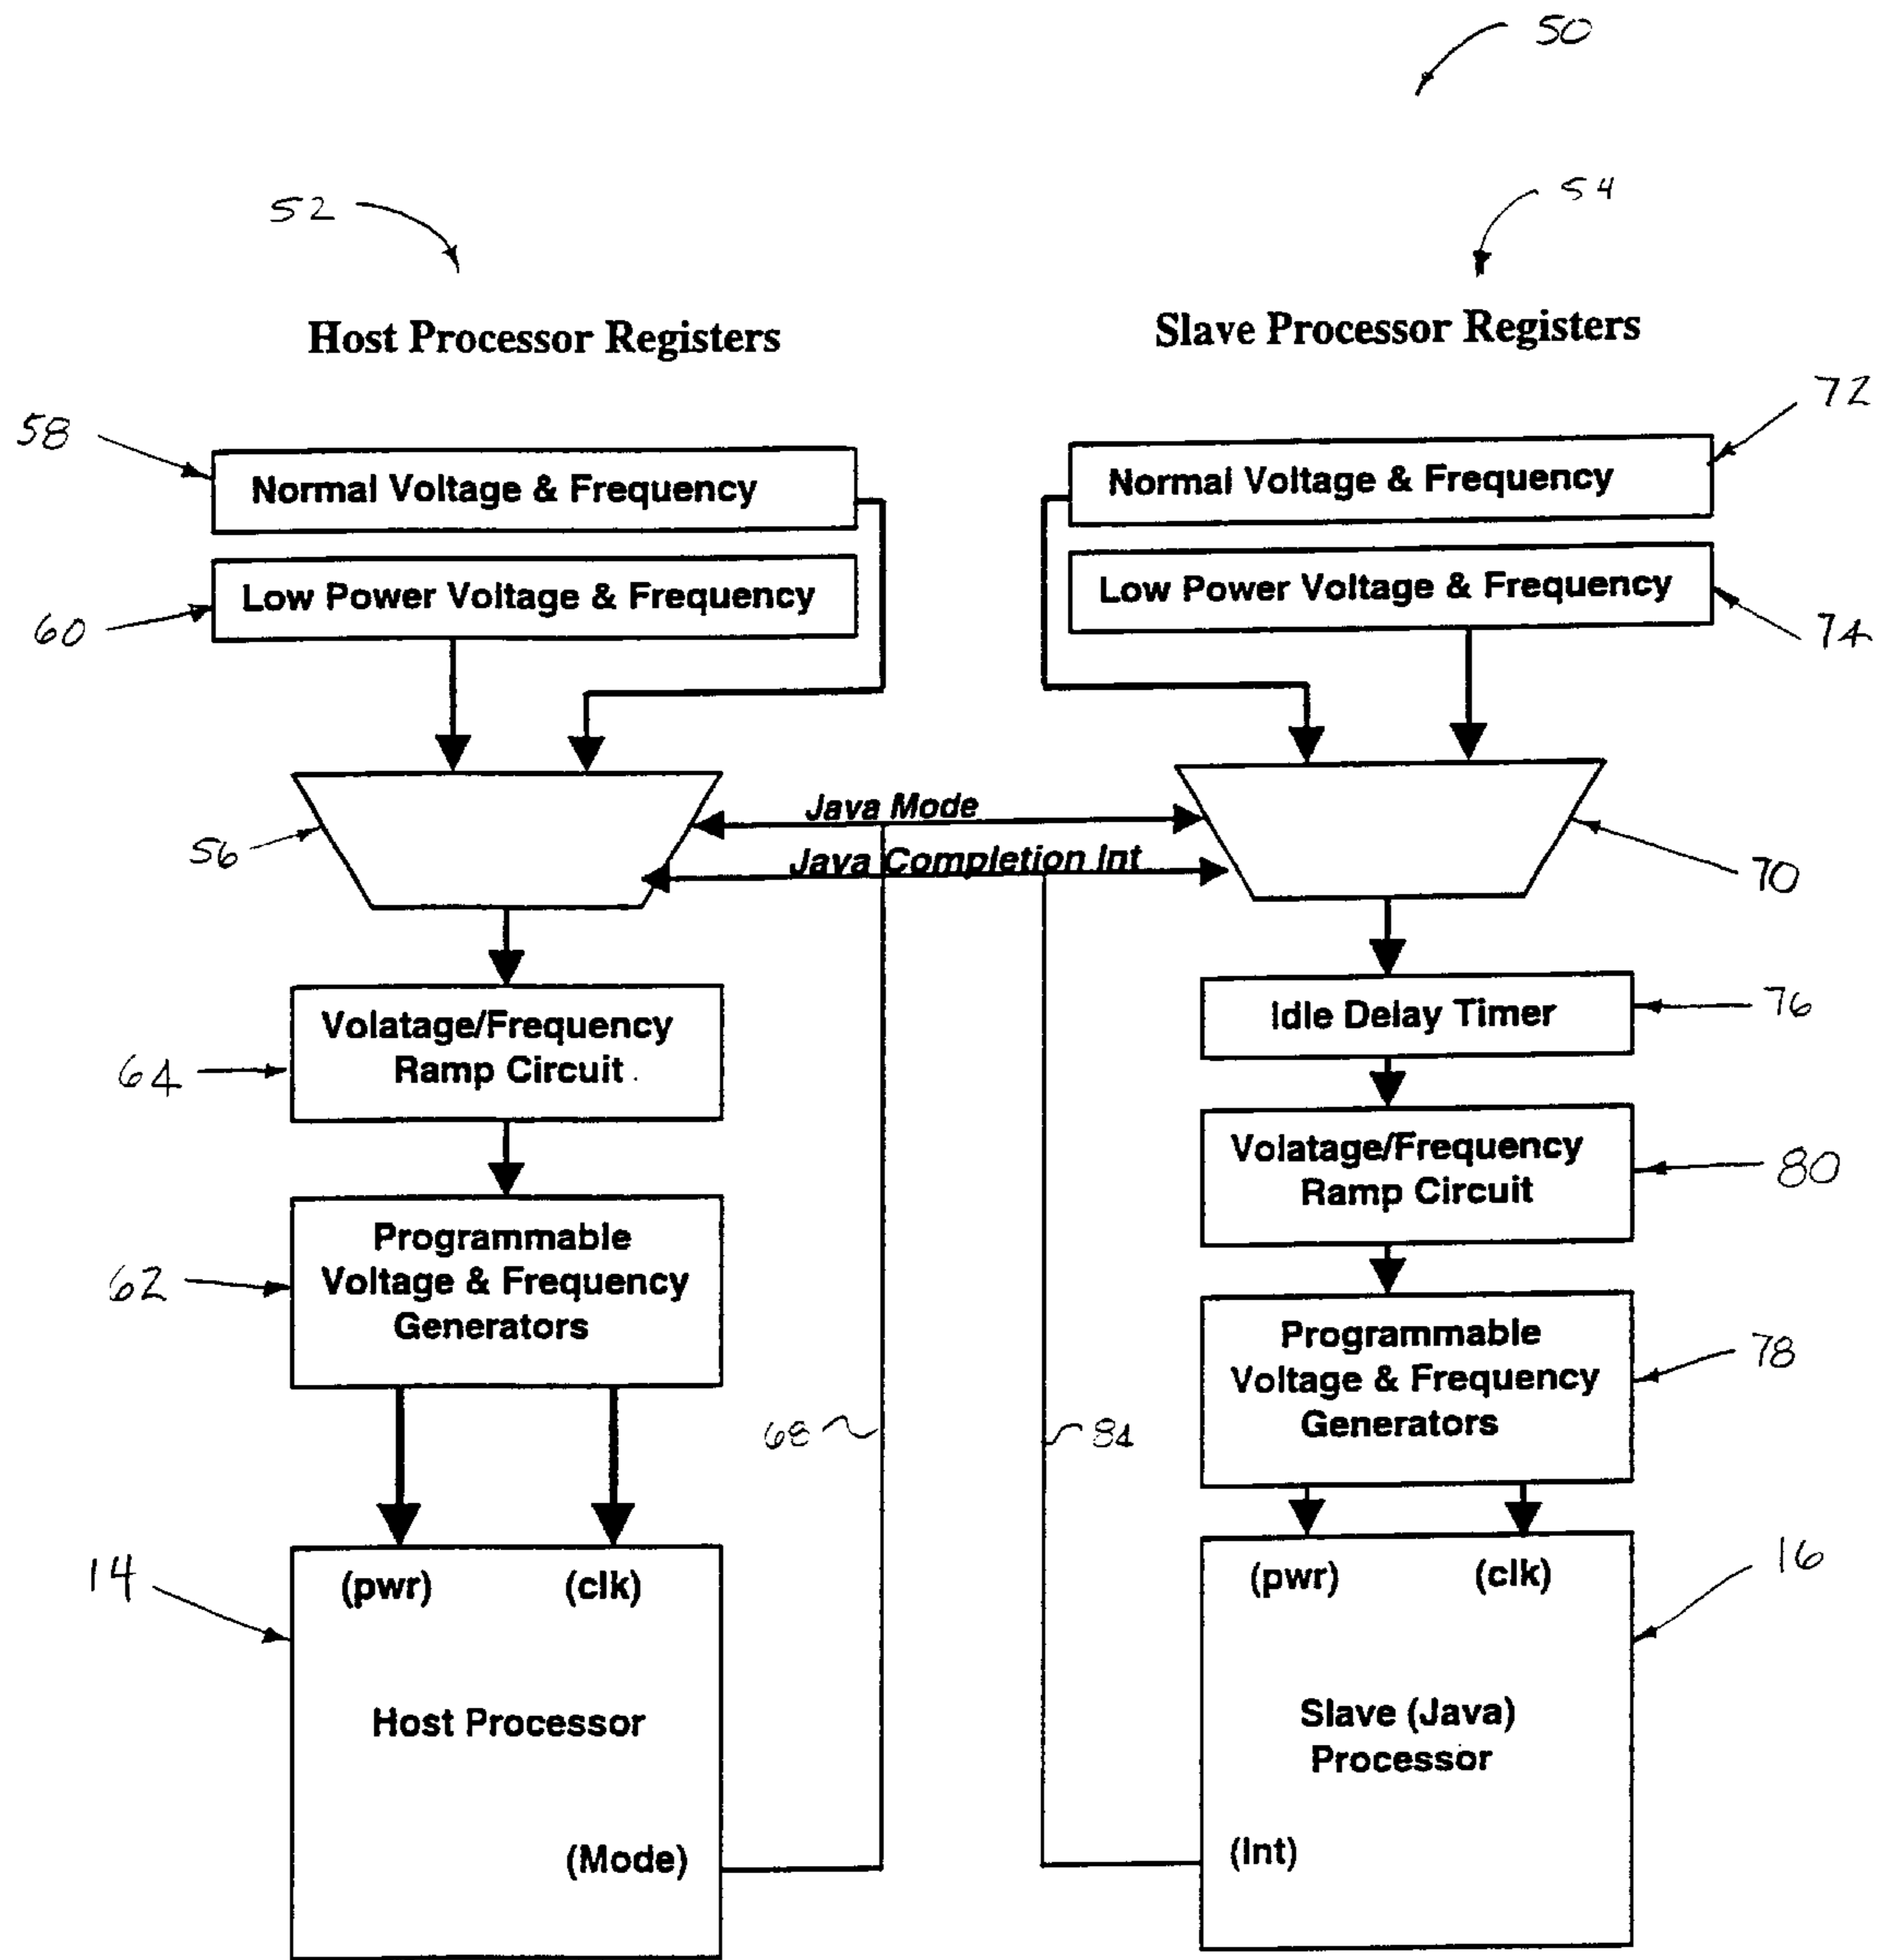 50
52
54
Host Processor Registers
Slave Processor Registers
58
Normal Voltage & Frequency
Normal Voltage & Frequency
72
60
Low Power Voltage & Frequency
Low Power Voltage & Frequency
74
56
Java Mode
Java Completion Int
70
64
Volatage/Frequency
Ramp Circuit
Idle Delay Timer
76
Volatage/Frequency
Ramp Circuit
80
62
Programmable
Voltage & Frequency
Generators
Programmable
Voltage & Frequency
Generators
78
68
84
14
(pwr)
(clk)
Host Processor
(Mode)
(pwr)
(clk)
16
Slave (Java)
Processor
(Int)